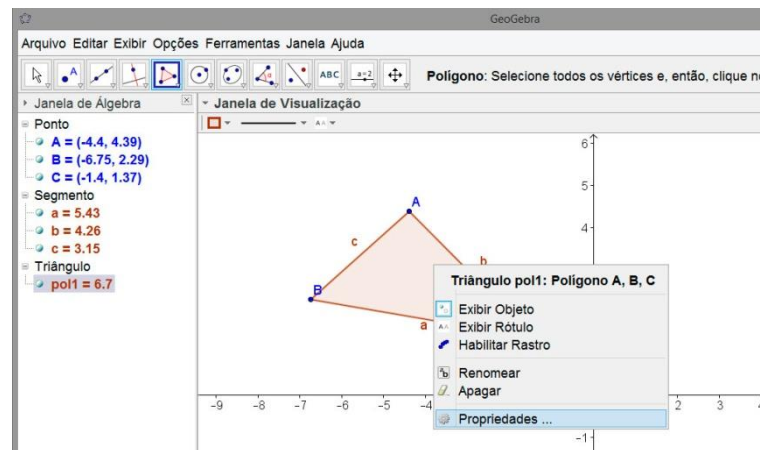 GeoGebra
Arquivo Editar Exibir Opções Ferramentas Janela Ajuda
ABC
a=2
Polígono: Selecione todos os vértices e, então, clique
Janela de Álgebra
Janela de Visualização
Ponto
A = (-4.4, 4.39)
B = (-6.75, 2.29)
C = (-1.4, 1.37)
Segmento
a = 5.43
b = 4.26
c = 3.15
Triângulo
pol1 = 6.7
6
5
4
A
c
b
B
a
Triângulo pol1: Polígono A, B, C
Exibir Objeto
Exibir Rótulo
Habilitar Rastro
Renomear
Apagar
Propriedades ...
-9 -8 -7 -6 -5 -4 2 3
-1